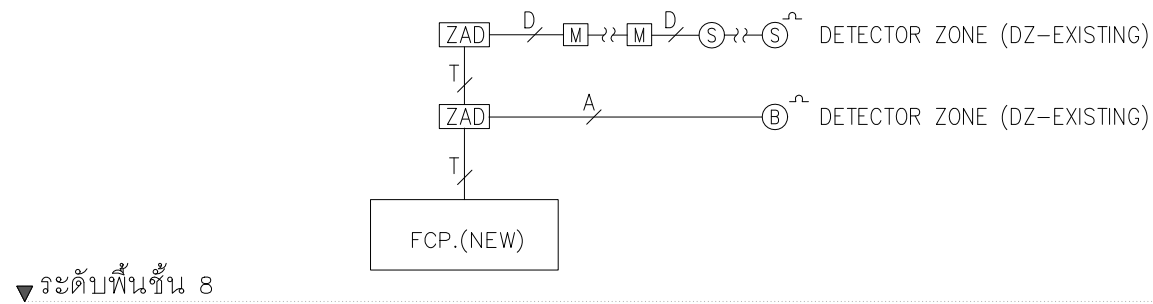 D D
ZAD M M S S DETECTOR ZONE (DZ-EXISTING)
T
A
ZAD B DETECTOR ZONE (DZ-EXISTING)
T
FCP.(NEW)
ระดับพื้นชั้น 8